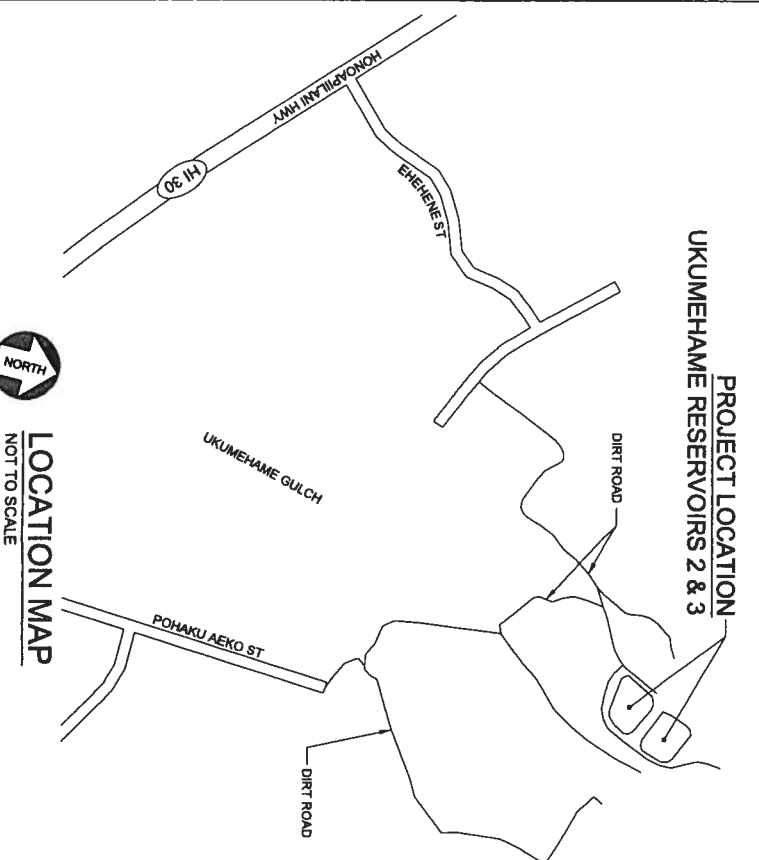 HONOAPIILANI HWY
HI 30
EHEHENE ST
PROJECT LOCATION
UKUMEHAME RESERVOIRS 2 & 3
DIRT ROAD
UKUMEHAME GULCH
POHAKU AEKO ST
DIRT ROAD
NORTH
LOCATION MAP
NOT TO SCALE